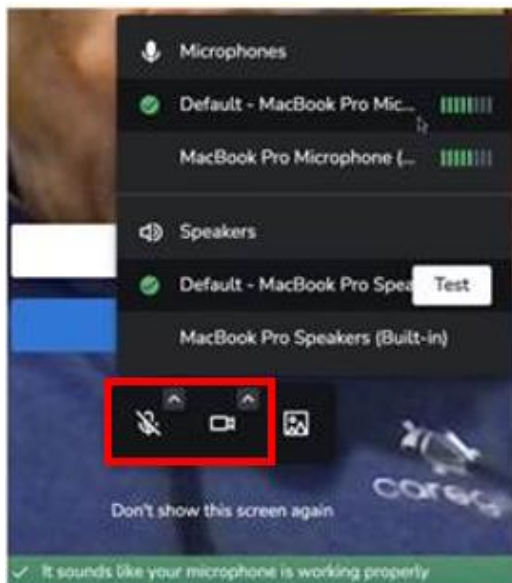 Microphones
Default - MacBook Pro Mic...
MacBook Pro Microphone (...
Speakers
Default - MacBook Pro Spea
Test
MacBook Pro Speakers (Built-in)
Don't show this screen again
It sounds like your microphone is working properly